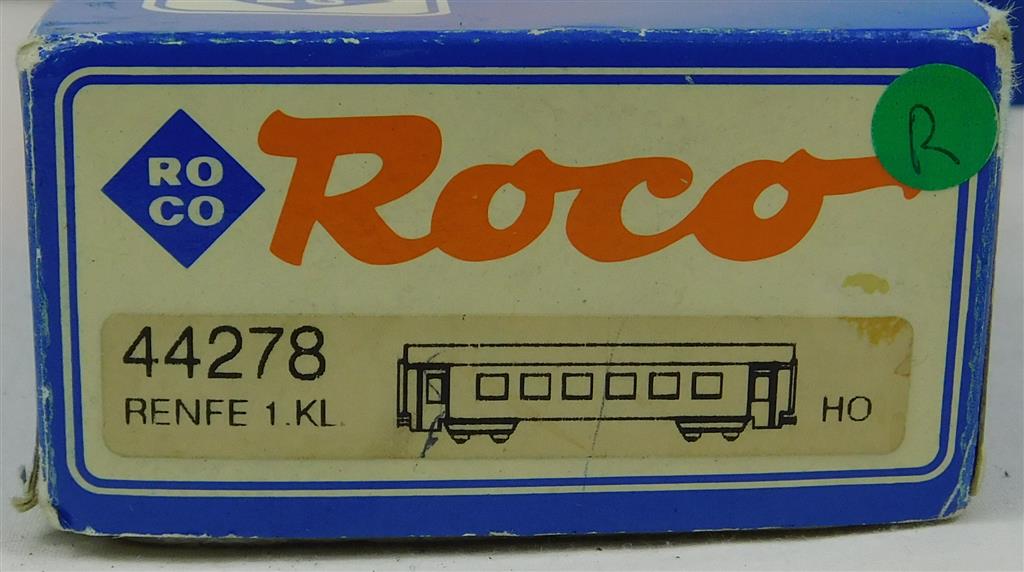 RO
CO
Roco
R
44278
RENFE 1.KL.
HO